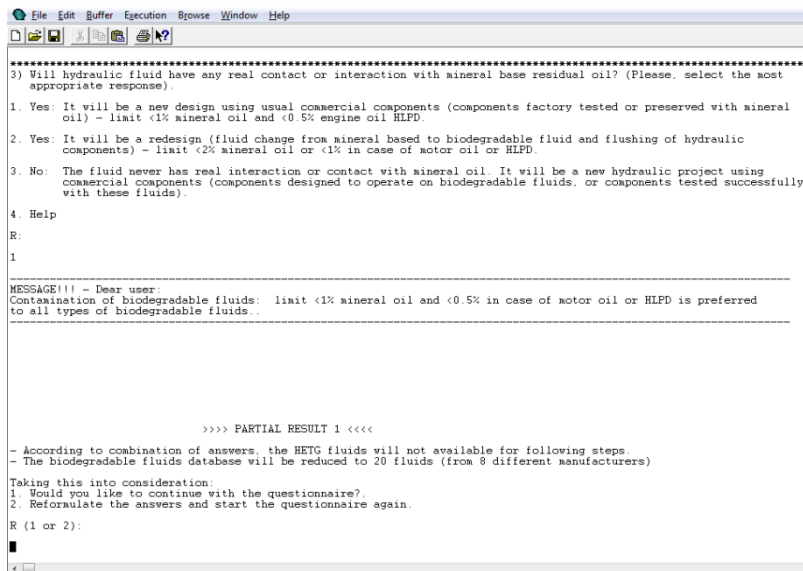 File Edit Buffer Execution Browse Window Help
**********************************************************************************************************************
3) Will hydraulic fluid have any real contact or interaction with mineral base residual oil? (Please, select the most
appropriate response).
1. Yes: It will be a new design using usual commercial components (components factory tested or preserved with mineral
oil) – limit <1% mineral oil and <0.5% engine oil HLPD.
2. Yes: It will be a redesign (fluid change from mineral based to biodegradable fluid and flushing of hydraulic
components) – limit <2% mineral oil or <1% in case of motor oil or HLPD.
3. No: The fluid never has real interaction or contact with mineral oil. It will be a new hydraulic project using
commercial components (components designed to operate on biodegradable fluids, or components tested successfully
with these fluids).
4. Help
R:
1
MESSAGE!!! – Dear user:
Contamination of biodegradable fluids: limit <1% mineral oil and <0.5% in case of motor oil or HLPD is preferred
to all types of biodegradable fluids..
>>>> PARTIAL RESULT 1 <<<<
– According to combination of answers, the HETG fluids will not available for following steps.
– The biodegradable fluids database will be reduced to 20 fluids (from 8 different manufacturers)
Taking this into consideration:
1. Would you like to continue with the questionnaire?.
2. Reformulate the answers and start the questionnaire again.
R (1 or 2):